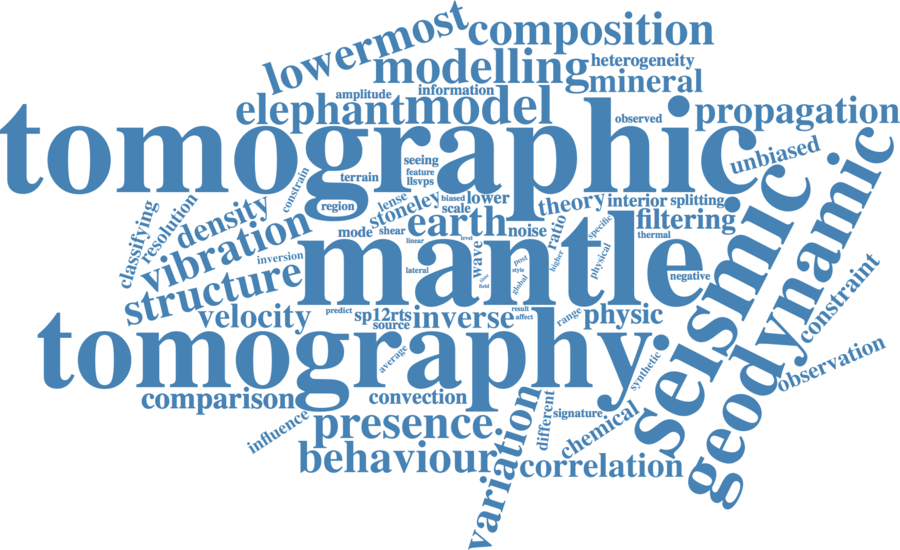 lowermost
composition
modelling
heterogeneity
mineral
amplitude
information
elephant
model
observed
propagation
tomographic
unbiased
seeing
feature
llsvps
terrain
constrain
region
lense
stoneley
biased
lower
scale
theory
interior
splitting
classifying
resolution
density
vibration
mode
shear
earth
noise
ratio
specific
filtering
thermal
linear
level
mantle
wave
post
style
higher
physical
inversion
lateral
global
field
negative
structure
seismic
geodynamic
constraint
velocity
predict
sp12rts
source
inverse
result
affect
range
physic
tomography
average
synthetic
observation
comparison
convection
influence
presence
variation
different
signature
chemical
behaviour
correlation